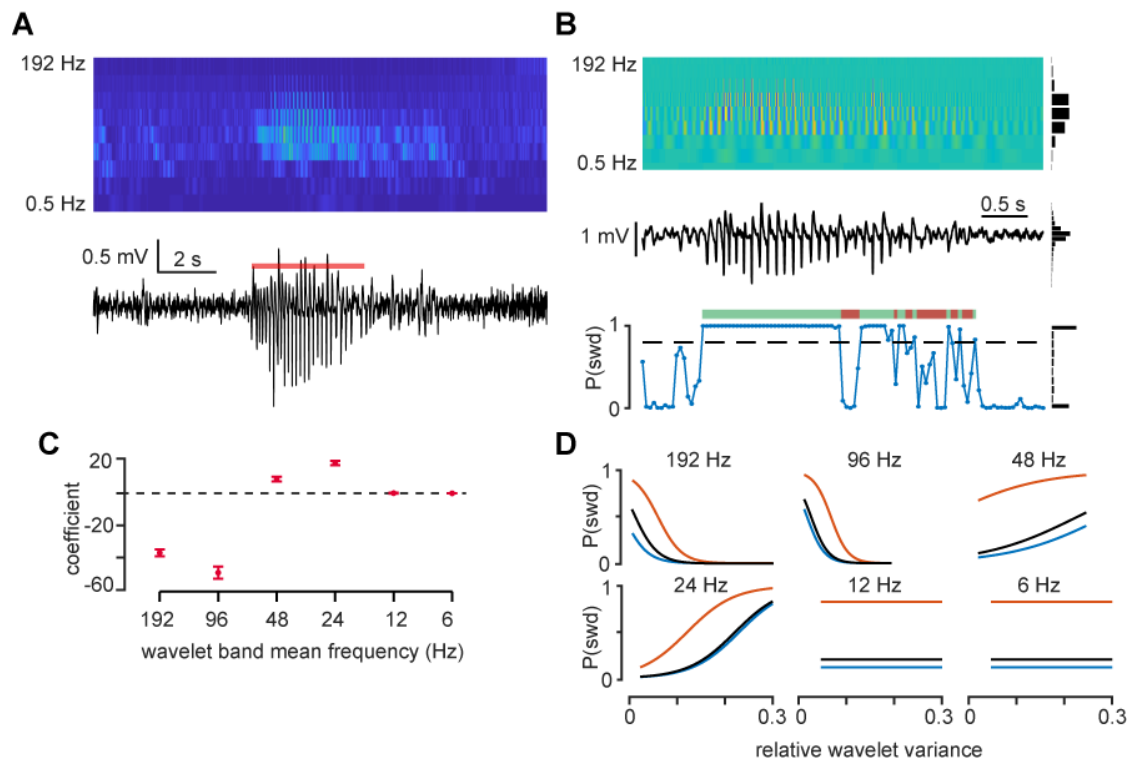 A
192 Hz
0.5 Hz
0.5 mV
2 s
B
192 Hz
0.5 Hz
0.5 s
1 mV
1
P(swd)
0
C
20
-20
-60
coefficient
192 96 48 24 12 6
wavelet band mean frequency (Hz)
D
192 Hz 96 Hz 48 Hz
1
P(swd)
0
24 Hz 12 Hz 6 Hz
1
P(swd)
0
0 0.3 0 0.3 0 0.3
relative wavelet variance